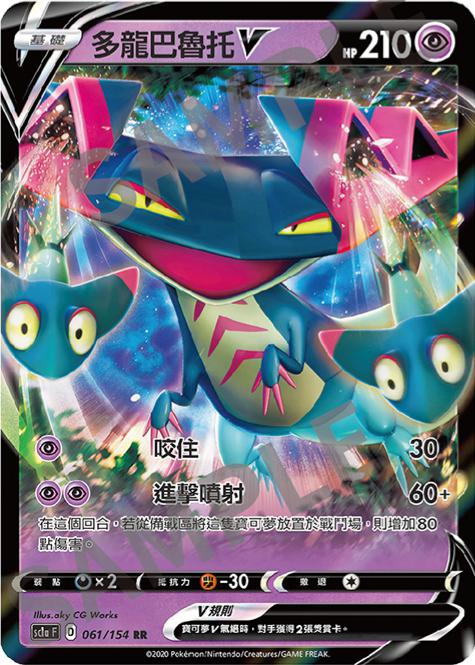 基礎 多龍巴魯托V HP210
咬住 30
進擊噴射 60+
在這個回合，若從備戰區將這隻寶可夢放置於戰鬥場，則增加80
點傷害。
弱點 ×2 抵抗力 -30 撤退
Illus.aky CG Works
V規則
sc1a F D 061/154 RR
寶可夢V氣絕時，對手獲得2張獎賞卡。
©2020 Pokémon/Nintendo/Creatures/GAME FREAK.
SAMPLE
SAMPLE